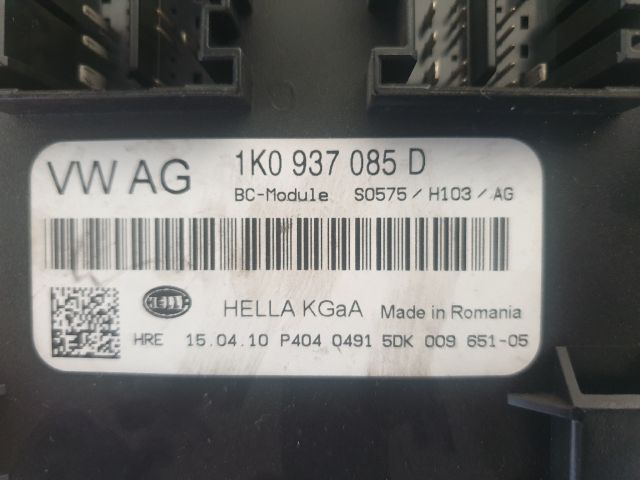 VW AG
1K0 937 085 D
BC-Module S0575 / H103 / AG
HELLA
HELLA KGaA Made in Romania
HRE 15.04.10 P404 0491 5DK 009 651-05